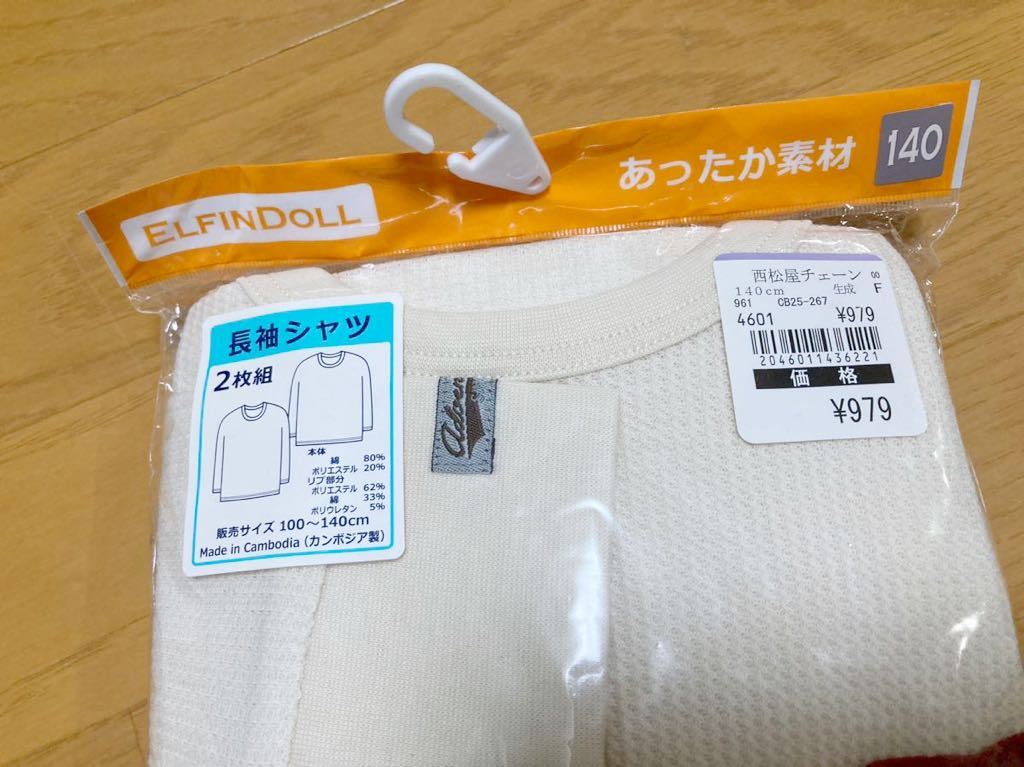 ELFINDOLL
あったか素材
140
長袖シャツ
2枚組
本体
綿 80%
ポリエステル 20%
リブ部分
ポリエステル 62%
綿 33%
ポリウレタン 5%
販売サイズ 100～140cm
Made in Cambodia (カンボジア製)
西松屋チェーン 00
140cm 生成 F
961 CB25-267
4601 ¥979
2046011436221
価格
¥979